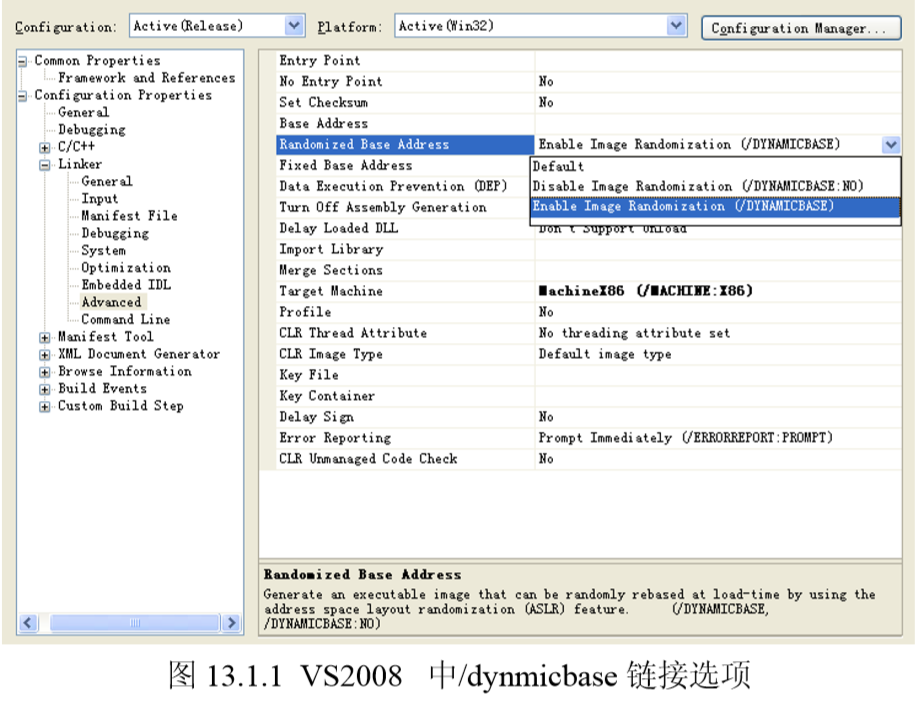 Configuration: Active(Release) Platform: Active(Win32) Configuration Manager...
Common Properties
Framework and References
Configuration Properties
General
Debugging
C/C++
Linker
General
Input
Manifest File
Debugging
System
Optimization
Embedded IDL
Advanced
Command Line
Manifest Tool
XML Document Generator
Browse Information
Build Events
Custom Build Step
Entry Point
No Entry Point No
Set Checksum No
Base Address
Randomized Base Address Enable Image Randomization (/DYNAMICBASE)
Fixed Base Address Default
Data Execution Prevention (DEP) Disable Image Randomization (/DYNAMICBASE:NO)
Turn Off Assembly Generation Enable Image Randomization (/DYNAMICBASE)
Delay Loaded DLL Don't Support Unload
Import Library
Merge Sections
Target Machine MachineX86 (/MACHINE:X86)
Profile No
CLR Thread Attribute No threading attribute set
CLR Image Type Default image type
Key File
Key Container
Delay Sign No
Error Reporting Prompt Immediately (/ERRORREPORT:PROMPT)
CLR Unmanaged Code Check No
Randomized Base Address
Generate an executable image that can be randomly rebased at load-time by using the
address space layout randomization (ASLR) feature. (/DYNAMICBASE,
/DYNAMICBASE:NO)
图 13.1.1 VS2008 中/dynmicbase 链接选项